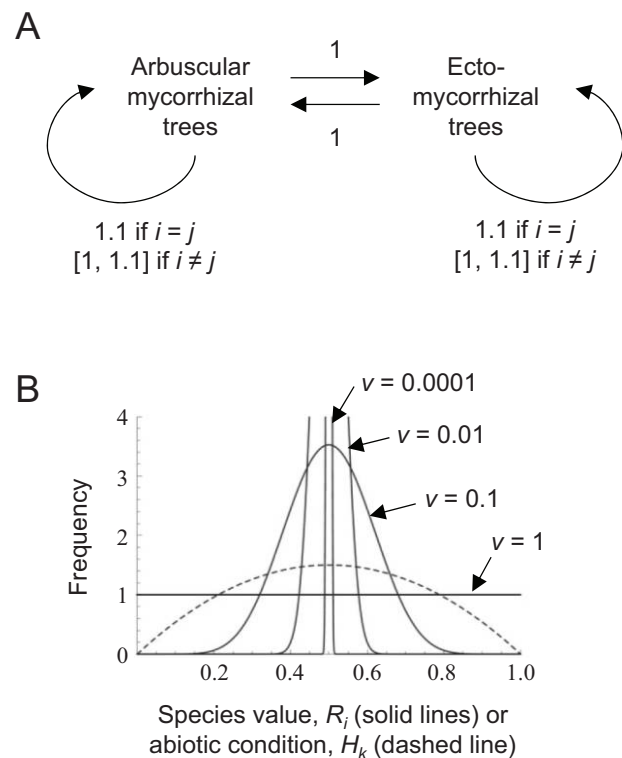 A
Arbuscular
mycorrhizal
trees
1
1
Ecto-
mycorrhizal
trees
1.1 if i = j
[1, 1.1] if i ≠ j
1.1 if i = j
[1, 1.1] if i ≠ j
B
v = 0.0001
v = 0.01
v = 0.1
v = 1
Frequency
4
3
2
1
0
0.2 0.4 0.6 0.8 1.0
Species value, Ri (solid lines) or
abiotic condition, Hk (dashed line)